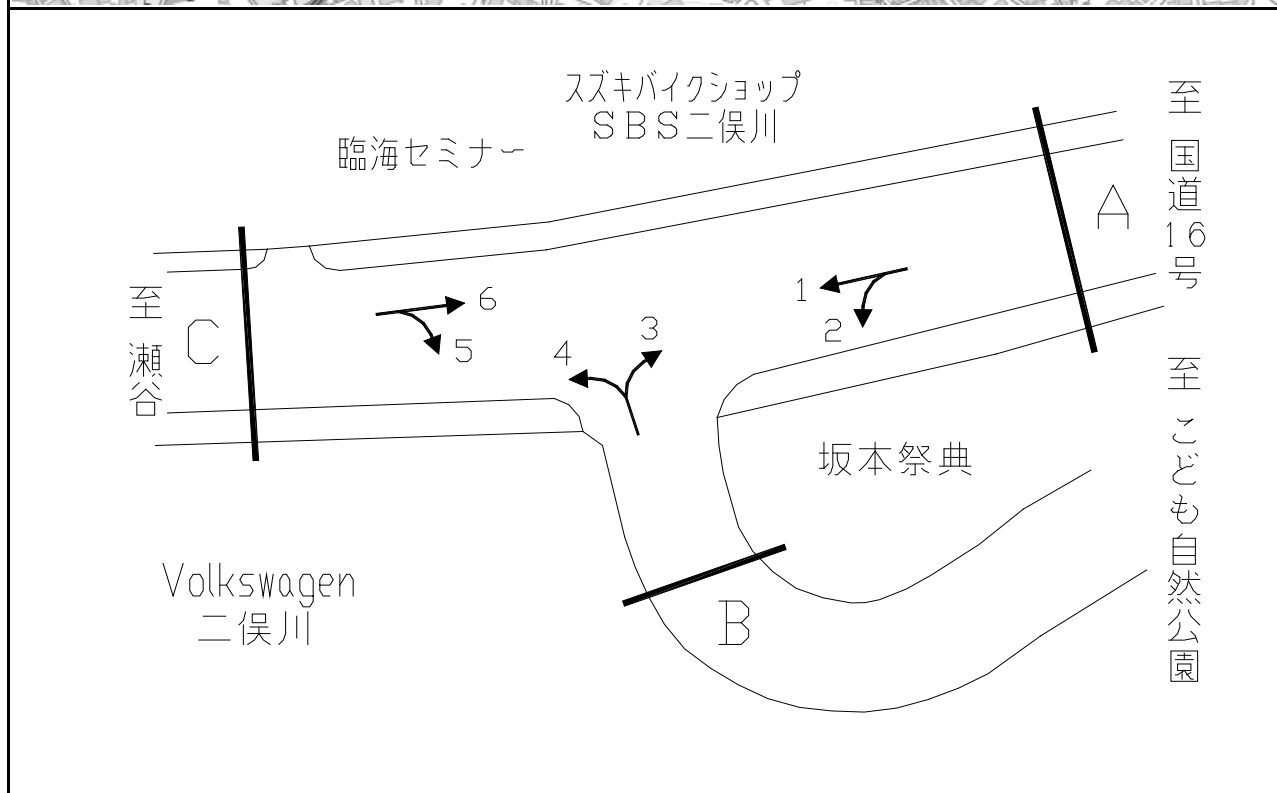 スズキバイクショップ
SBS二俣川
臨海セミナー
至 国道16号
A
1
2
3
4
5
6
至 瀬谷
C
至 こども自然公園
坂本祭典
B
Volkswagen
二俣川